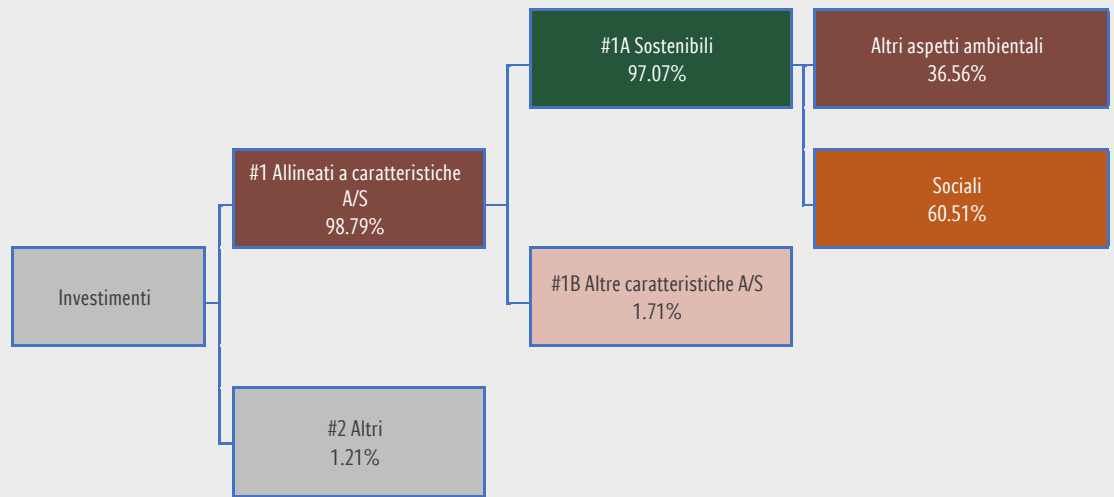 Investimenti
#1 Allineati a caratteristiche
A/S
98.79%
#2 Altri
1.21%
#1A Sostenibili
97.07%
#1B Altre caratteristiche A/S
1.71%
Altri aspetti ambientali
36.56%
Sociali
60.51%